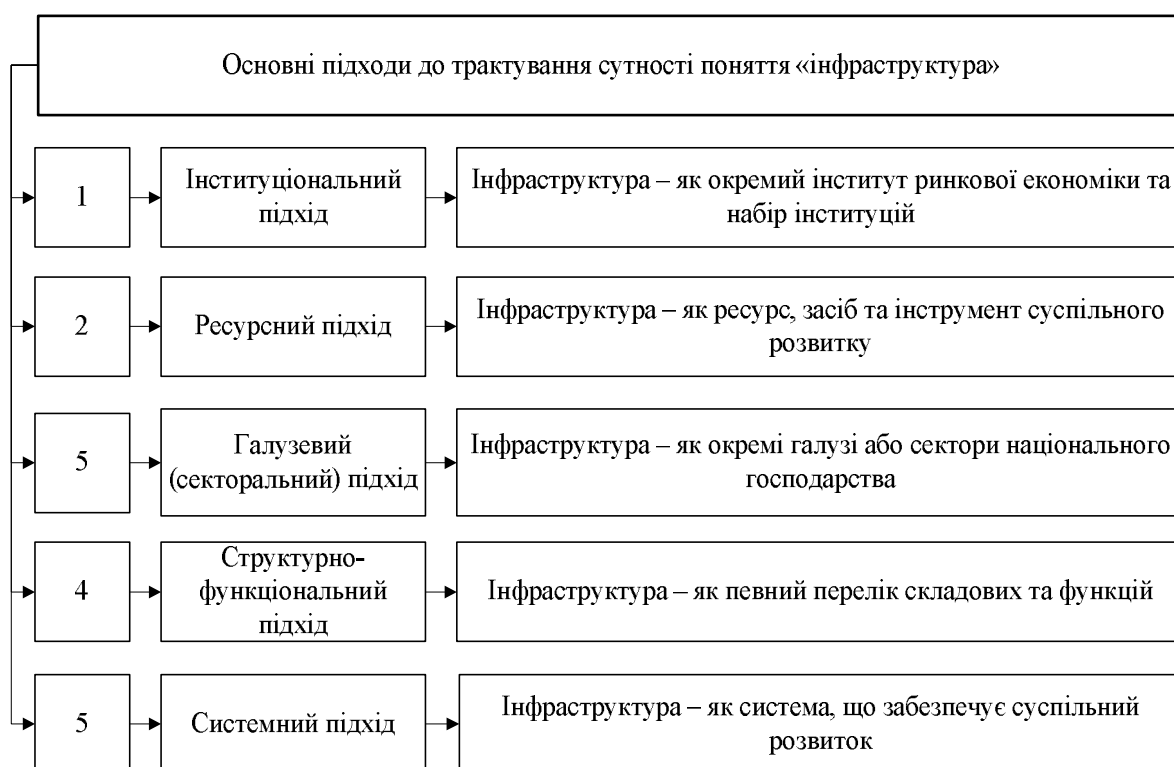 Основні підходи до трактування сутності поняття «інфраструктура»
1
Інституціональний
підхід
Інфраструктура – як окремий інститут ринкової економіки та
набір інституцій
2
Ресурсний підхід
Інфраструктура – як ресурс, засіб та інструмент суспільного
розвитку
5
Галузевий
(секторальний) підхід
Інфраструктура – як окремі галузі або сектори національного
господарства
4
Структурно-
функціональний
підхід
Інфраструктура – як певний перелік складових та функцій
5
Системний підхід
Інфраструктура – як система, що забезпечує суспільний
розвиток